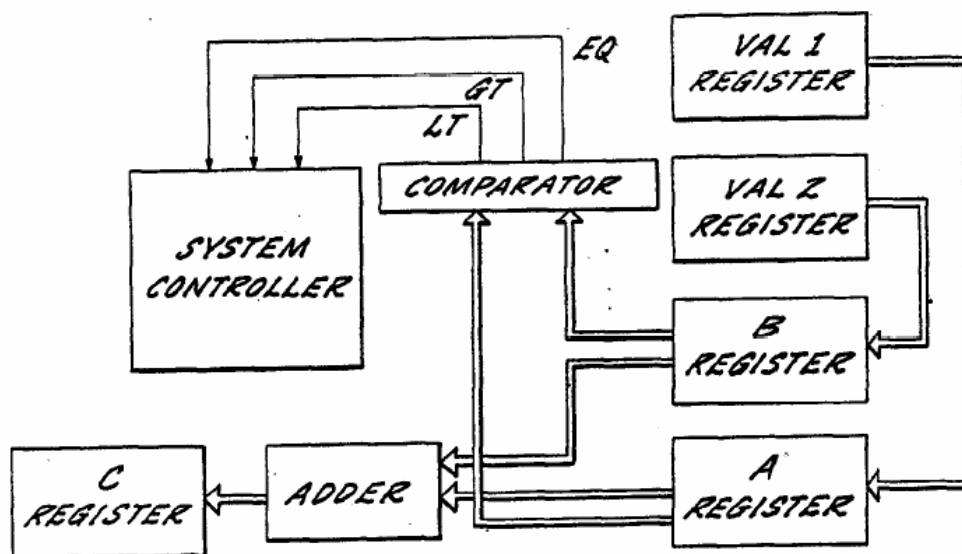 EQ
GT
LT
VAL 1
REGISTER
COMPARATOR
VAL 2
REGISTER
SYSTEM
CONTROLLER
B
REGISTER
C
REGISTER
ADDER
A
REGISTER